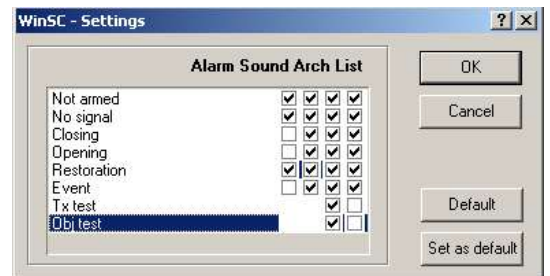 WinSC - Settings
Alarm Sound Arch List
OK
Not armed
No signal
Cancel
Closing
Opening
Restoration
Event
Tx test
Default
Obj test
Set as default